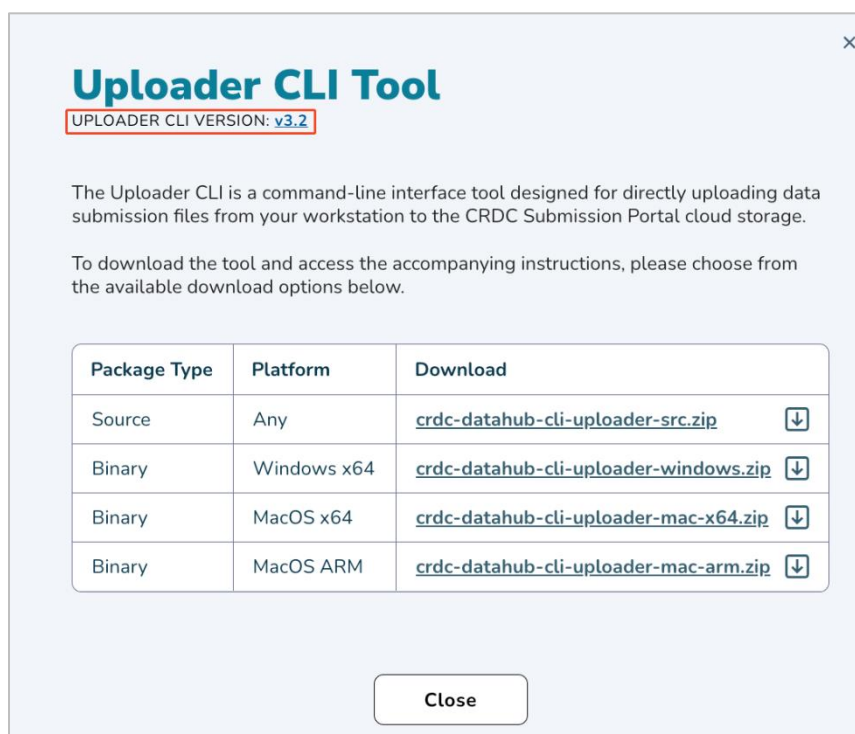 Uploader CLI Tool
UPLOADER CLI VERSION: v3.2
The Uploader CLI is a command-line interface tool designed for directly uploading data
submission files from your workstation to the CRDC Submission Portal cloud storage.
To download the tool and access the accompanying instructions, please choose from
the available download options below.
Package Type Platform Download
Source Any crdc-datahub-cli-uploader-src.zip
Binary Windows x64 crdc-datahub-cli-uploader-windows.zip
Binary MacOS x64 crdc-datahub-cli-uploader-mac-x64.zip
Binary MacOS ARM crdc-datahub-cli-uploader-mac-arm.zip
Close